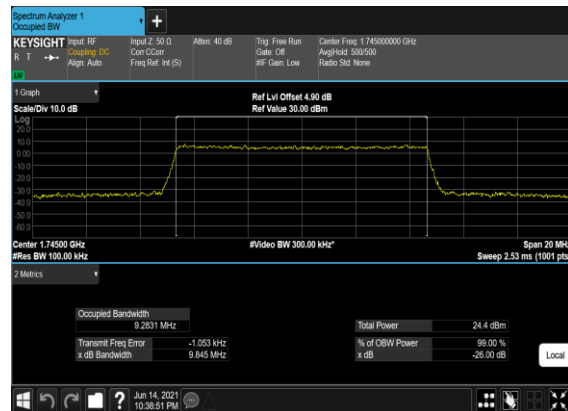 Spectrum Analyzer 1
Occupied BW
KEYSIGHT Input: RF Input Z: 50 Ω Atten: 40 dB Trig: Free Run Center Freq: 1.745000000 GHz
R T Coupling: DC Corr CCorr Gate: Off Avg|Hold: 500/500
Align: Auto Freq Ref: Int (S) #IF Gain: Low Radio Std: None
1 Graph
Ref Lvl Offset 4.90 dB
Scale/Div 10.0 dB Ref Value 30.00 dBm
Log
20.0
10.0
0.00
-10.0
-20.0
-30.0
-40.0
-50.0
-60.0
Center 1.74500 GHz #Video BW 300.00 kHz* Span 20 MHz
#Res BW 100.00 kHz Sweep 2.53 ms (1001 pts
2 Metrics
Occupied Bandwidth
9.2831 MHz Total Power 24.4 dBm
Transmit Freq Error -1.053 kHz % of OBW Power 99.00 %
x dB Bandwidth 9.845 MHz x dB -26.00 dB
Local
? Jun 14, 2021
10:38:51 PM